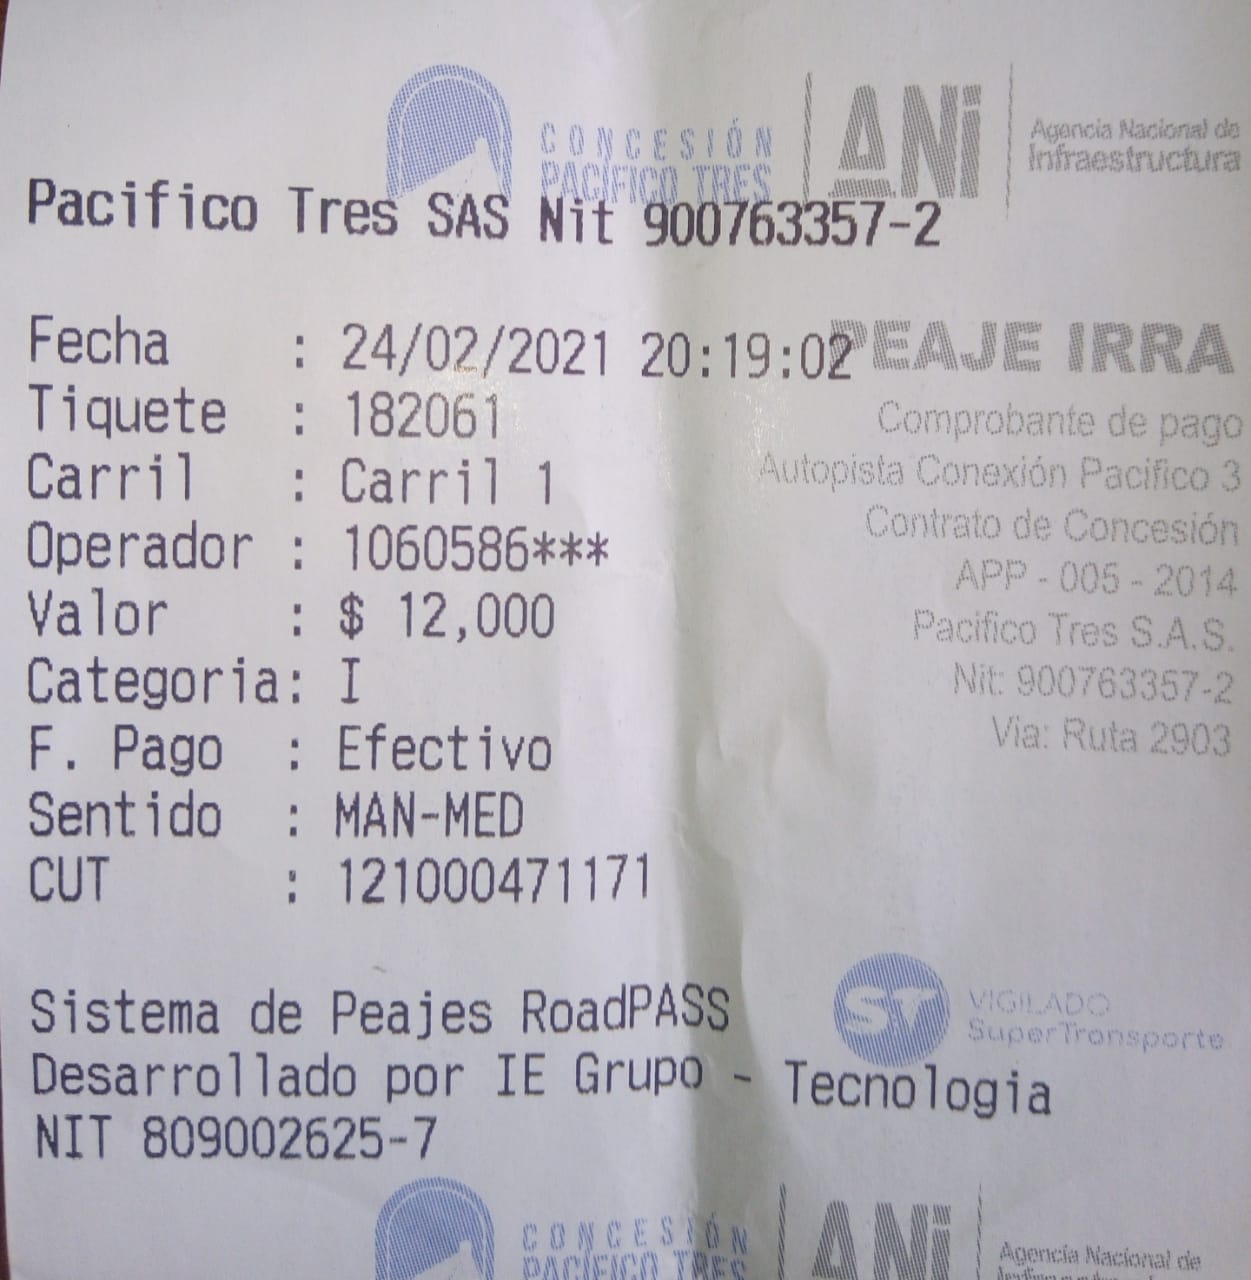 CONCESIÓN
PACÍFICO TRES
ANi
Agencia Nacional de
Infraestructura
Pacifico Tres SAS Nit 900763357-2
Fecha : 24/02/2021 20:19:02
PEAJE IRRA
Tiquete : 182061
Comprobante de pago
Carril : Carril 1
Autopista Conexión Pacifico 3
Operador : 1060586***
Contrato de Concesión
APP - 005 - 2014
Valor : $ 12,000
Pacifico Tres S.A.S.
Categoria: I
Nit: 900763357-2
F. Pago : Efectivo
Via: Ruta 2903
Sentido : MAN-MED
CUT : 121000471171
Sistema de Peajes RoadPASS
ST
VIGILADO
SuperTransporte
Desarrollado por IE Grupo - Tecnologia
NIT 809002625-7
CONCESIÓN
PACÍFICO TRES
ANi
Agencia Nacional de